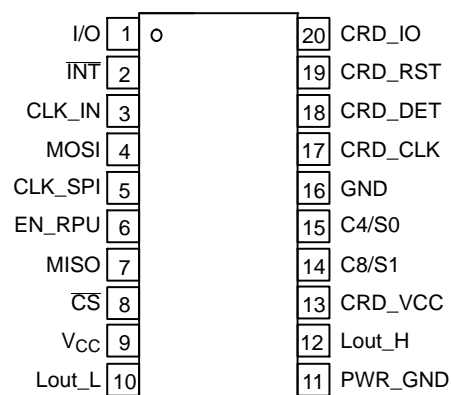 I/O 1 20 CRD_IO
INT 2 19 CRD_RST
CLK_IN 3 18 CRD_DET
MOSI 4 17 CRD_CLK
CLK_SPI 5 16 GND
EN_RPU 6 15 C4/S0
MISO 7 14 C8/S1
CS 8 13 CRD_VCC
VCC 9 12 Lout_H
Lout_L 10 11 PWR_GND